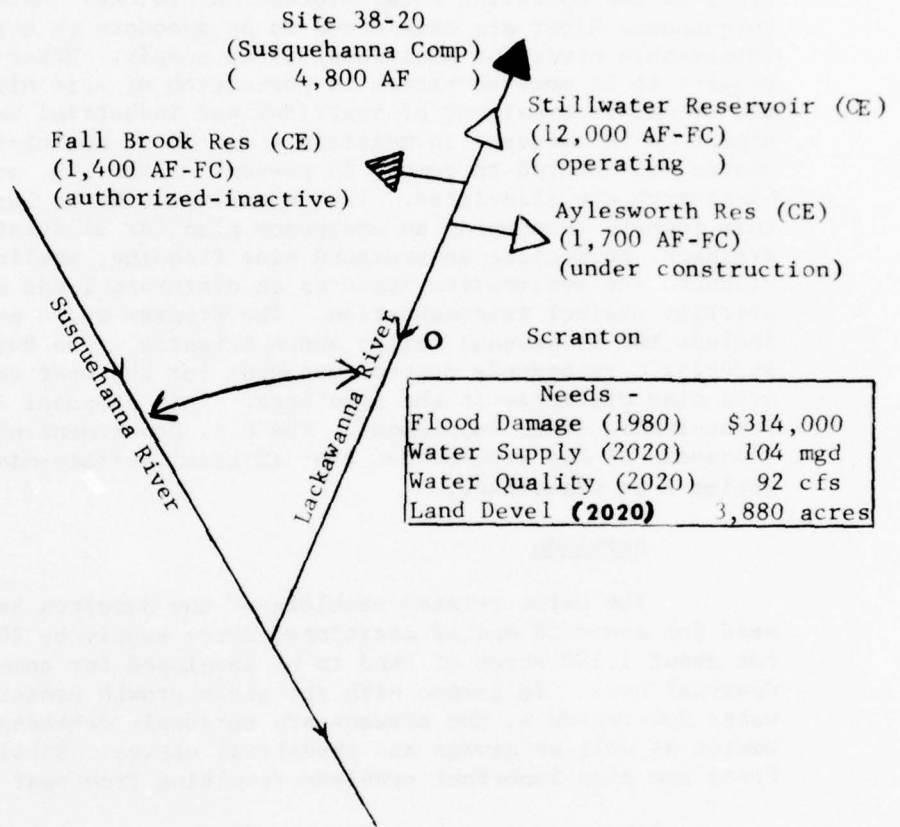 Site 38-20
(Susquehanna Comp)
( 4,800 AF)
Stillwater Reservoir (CE)
(12,000 AF-FC)
( operating )
Fall Brook Res (CE)
(1,400 AF-FC)
(authorized-inactive)
Aylesworth Res (CE)
(1,700 AF-FC)
(under construction)
Susquehanna River
Lackawanna River
Scranton
Needs
Flood Damage (1980) $314,000
Water Supply (2020) 104 mgd
Water Quality (2020) 92 cfs
Land Devel (2020) 3,880 acres